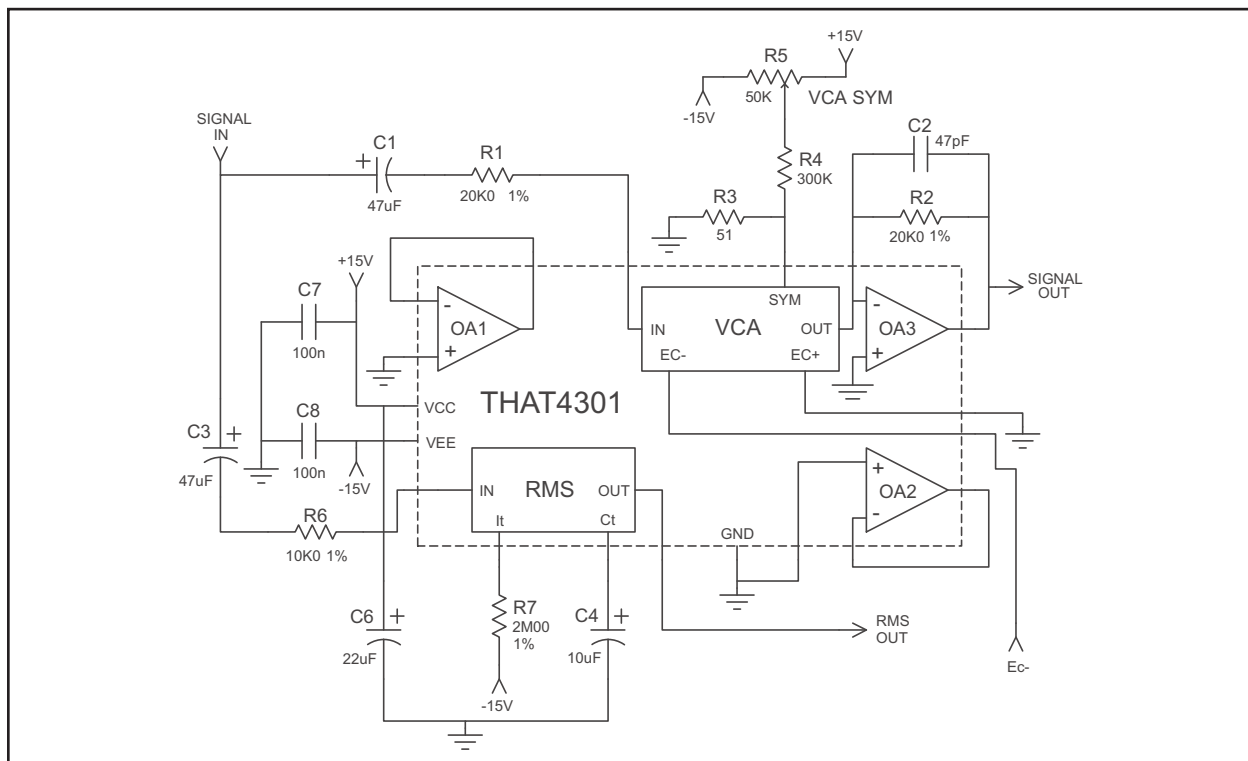 +15V
R5
50K
VCA SYM
-15V
SIGNAL
IN
C1
+
47uF
R1
20K0 1%
R4
300K
C2
47pF
R3
51
R2
20K0 1%
+15V
C7
100n
-
OA1
+
SYM
IN
VCA
OUT
EC-
EC+
-
OA3
+
SIGNAL
OUT
THAT4301
VCC
C8
100n
VEE
-15V
C3
+
47uF
R6
10K0 1%
IN
RMS
OUT
It
Ct
+
OA2
-
GND
C6
+
22uF
R7
2M00
1%
-15V
C4
+
10uF
RMS
OUT
Ec-